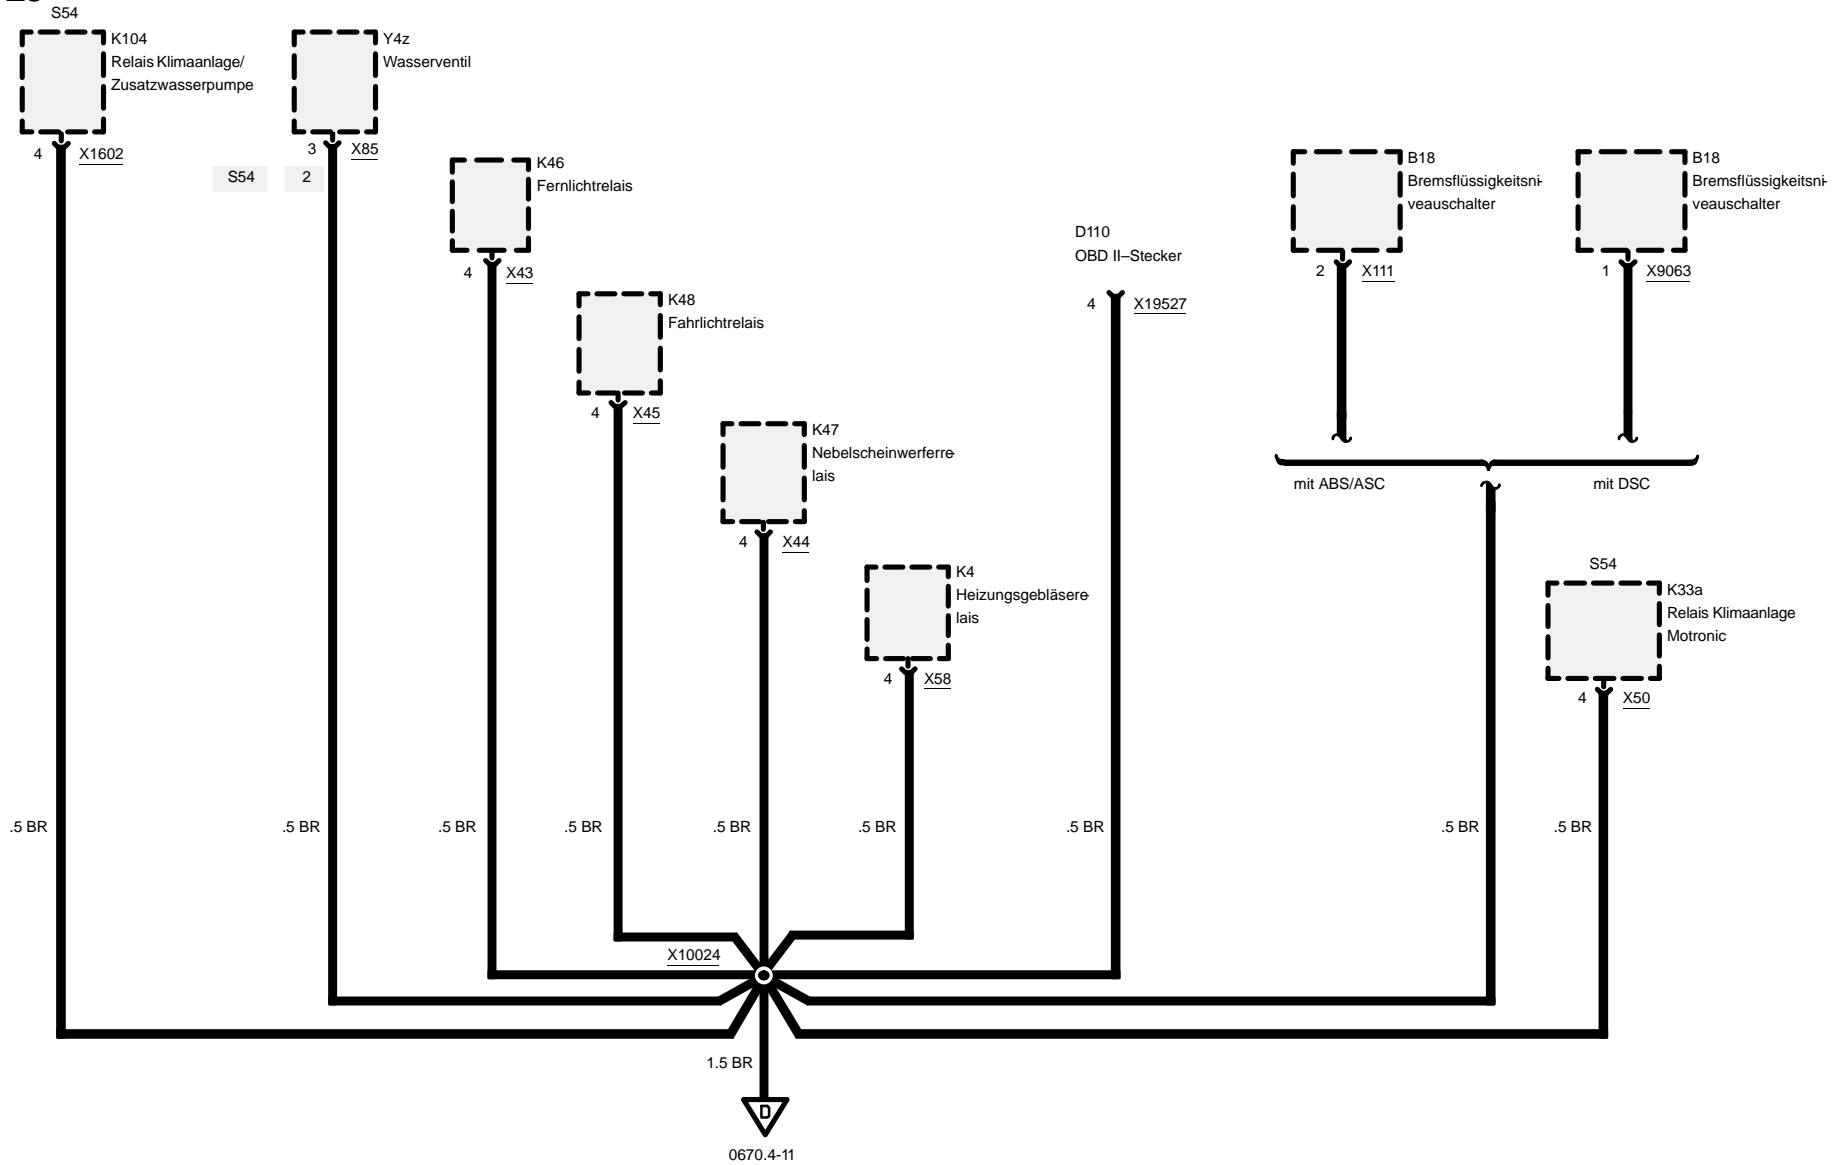 S54
K104
Relais Klimaanlage/
Zusatzwasserpumpe
4 X1602
Y4z
Wasserventil
3 X85
S54 2
K46
Fernlichtrelais
4 X43
K48
Fahrlichtrelais
4 X45
K47
Nebelscheinwerferre-
lais
4 X44
K4
Heizungsgebläsere-
lais
4 X58
D110
OBD II–Stecker
4 X19527
B18
Bremsflüssigkeitsni-
veauschalter
2 X111
B18
Bremsflüssigkeitsni-
veauschalter
1 X9063
mit ABS/ASC
mit DSC
S54
K33a
Relais Klimaanlage
Motronic
4 X50
.5 BR
.5 BR
.5 BR
.5 BR
.5 BR
.5 BR
.5 BR
.5 BR
.5 BR
X10024
1.5 BR
D
0670.4-11